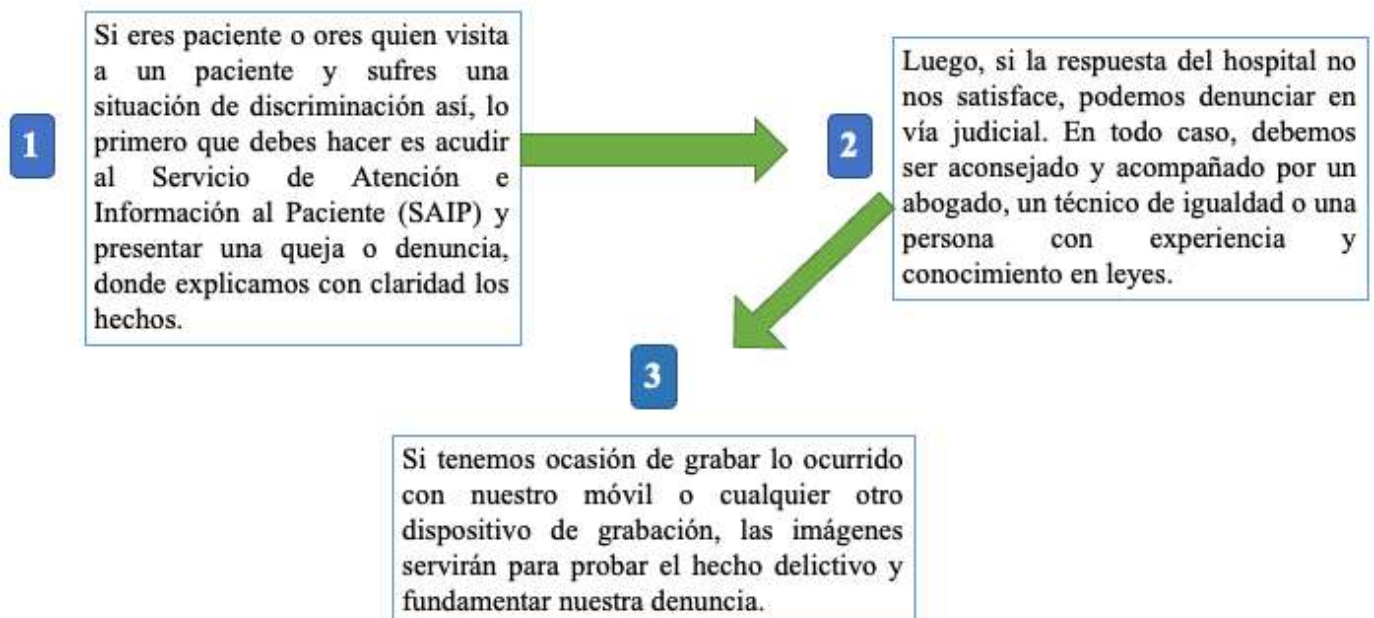 1
Si eres paciente o ores quien visita
a un paciente y sufres una
situación de discriminación así, lo
primero que debes hacer es acudir
al Servicio de Atención e
Información al Paciente (SAIP) y
presentar una queja o denuncia,
donde explicamos con claridad los
hechos.
2
Luego, si la respuesta del hospital no
nos satisface, podemos denunciar en
vía judicial. En todo caso, debemos
ser aconsejado y acompañado por un
abogado, un técnico de igualdad o una
persona con experiencia y
conocimiento en leyes.
3
Si tenemos ocasión de grabar lo ocurrido
con nuestro móvil o cualquier otro
dispositivo de grabación, las imágenes
servirán para probar el hecho delictivo y
fundamentar nuestra denuncia.